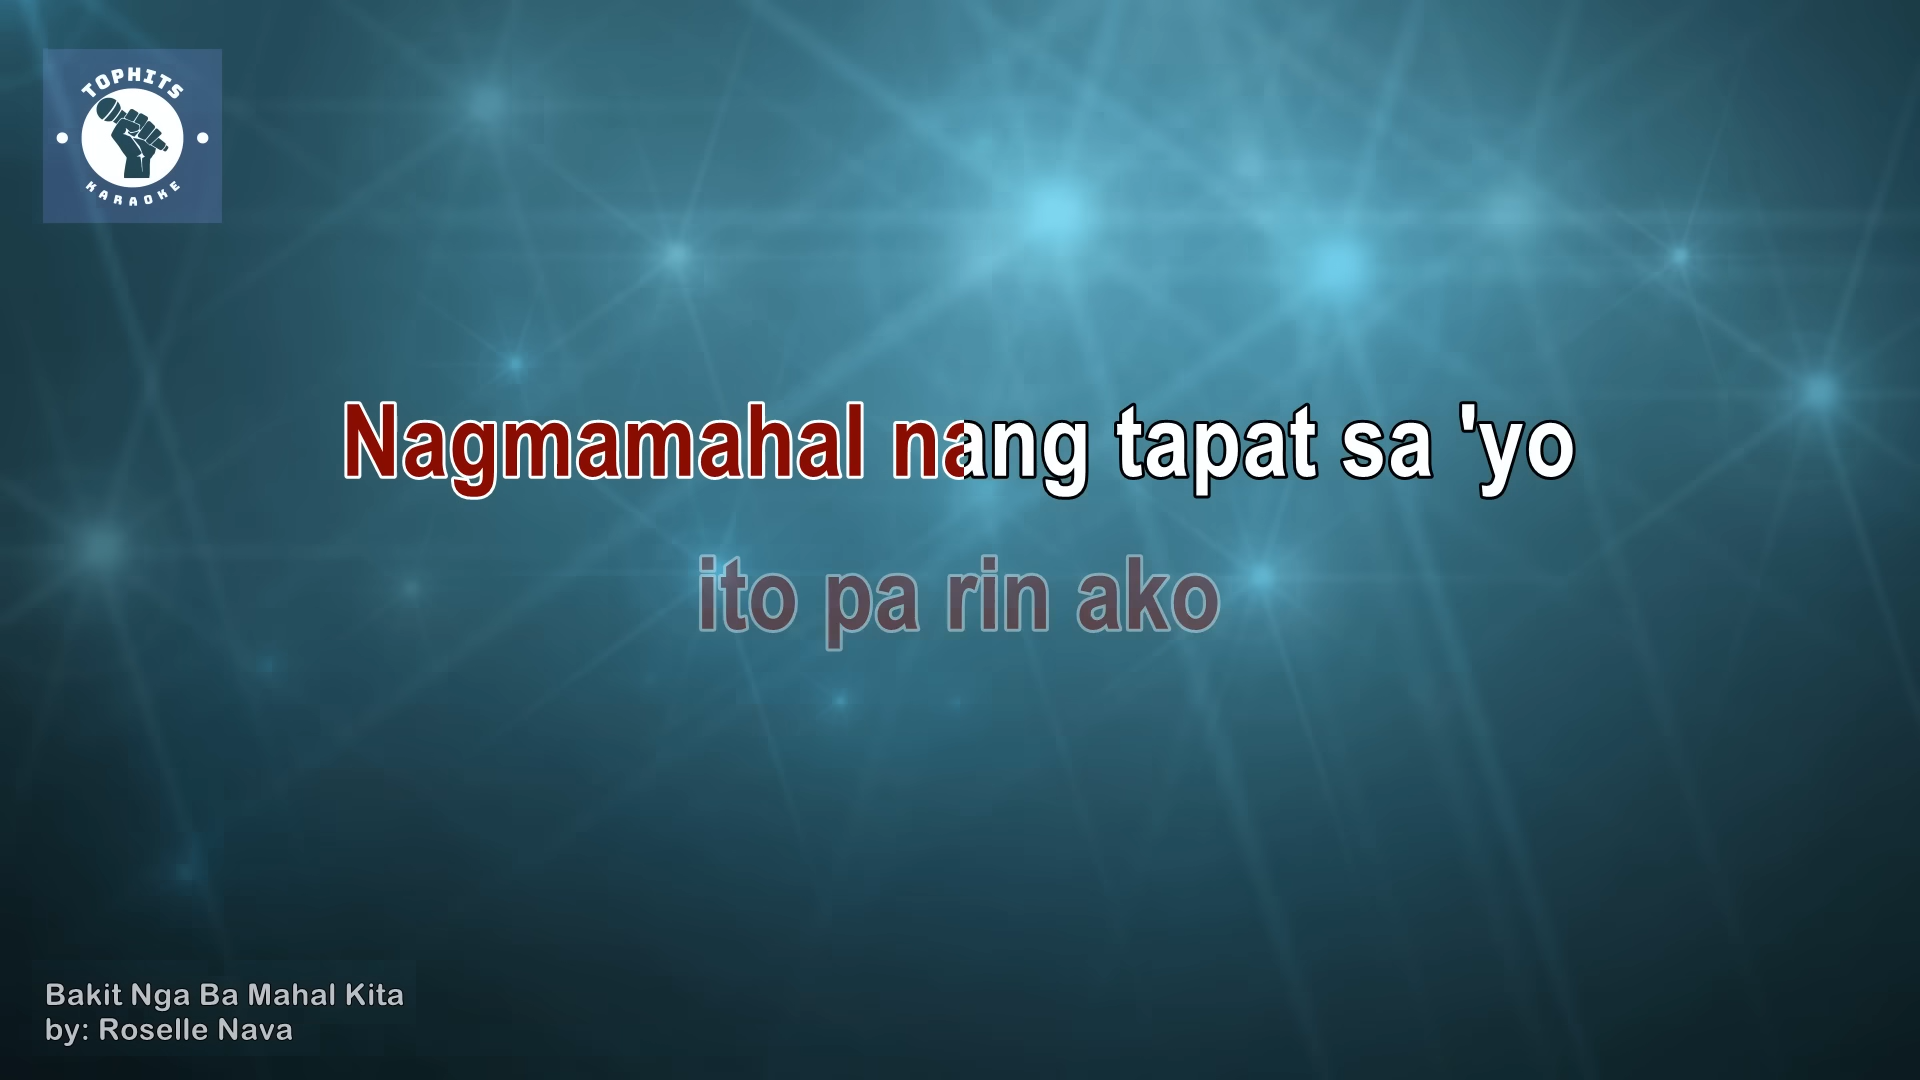 TOPHITS
KARAOKE
Nagmamahal nang tapat sa 'yo
ito pa rin ako
Bakit Nga Ba Mahal Kita
by: Roselle Nava